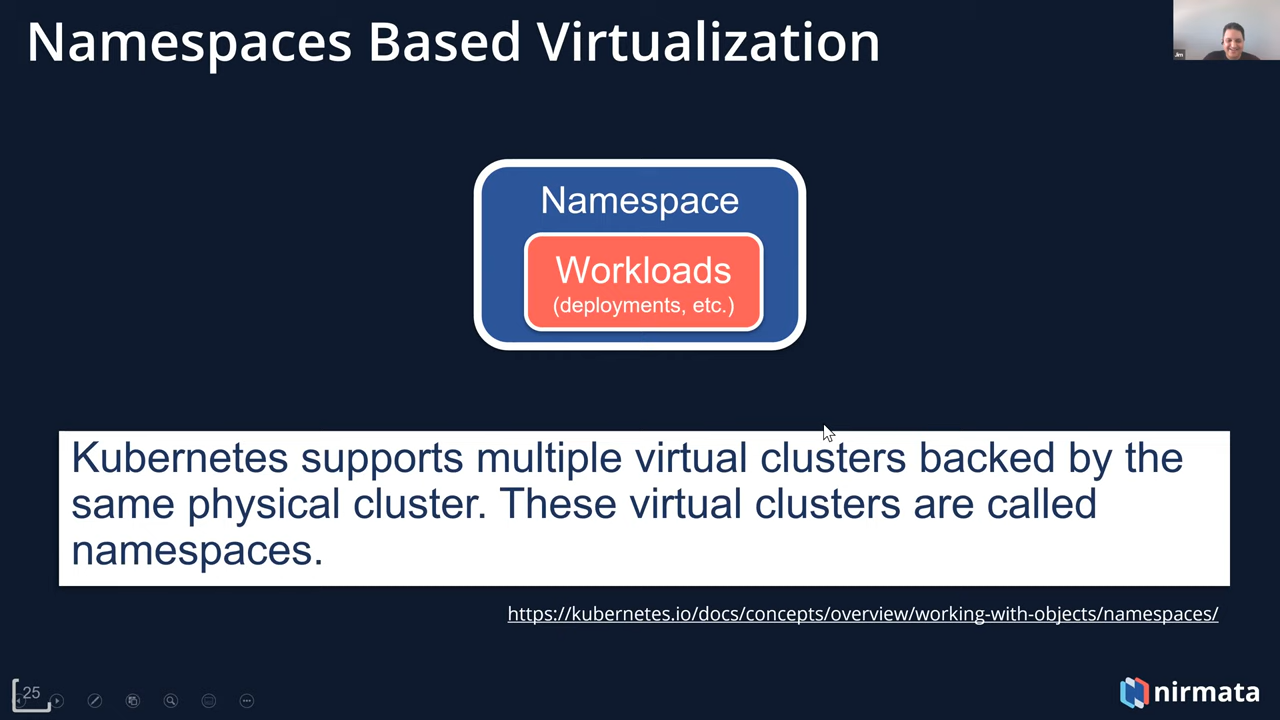 Namespaces Based Virtualization
Jim
Namespace
Workloads
(deployments, etc.)
Kubernetes supports multiple virtual clusters backed by the
same physical cluster. These virtual clusters are called
namespaces.
https://kubernetes.io/docs/concepts/overview/working-with-objects/namespaces/
25
nirmata